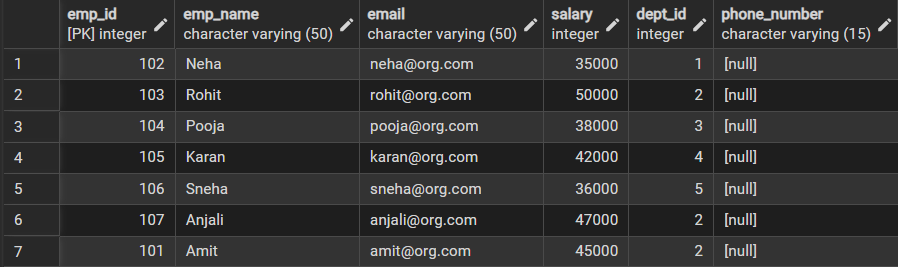 emp_id emp_name email salary dept_id phone_number
[PK] integer character varying (50) character varying (50) integer integer character varying (15)
1 102 Neha neha@org.com 35000 1 [null]
2 103 Rohit rohit@org.com 50000 2 [null]
3 104 Pooja pooja@org.com 38000 3 [null]
4 105 Karan karan@org.com 42000 4 [null]
5 106 Sneha sneha@org.com 36000 5 [null]
6 107 Anjali anjali@org.com 47000 2 [null]
7 101 Amit amit@org.com 45000 2 [null]